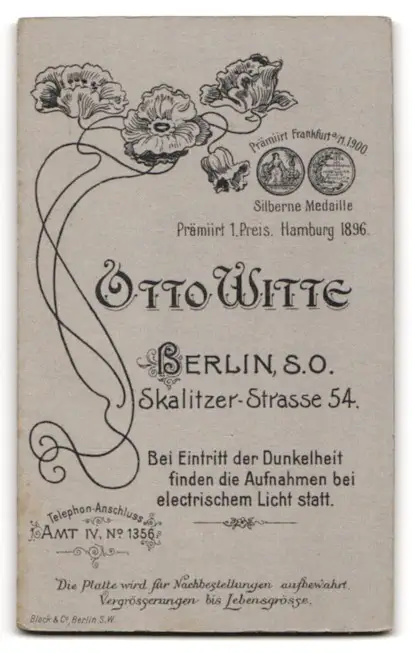 Prämiirt Frankfurt a/M. 1900.
Silberne Medaille
Prämiirt 1. Preis. Hamburg 1896.
OTTO WITTE
BERLIN, S.O.
Skalitzer-Strasse 54.
Bei Eintritt der Dunkelheit
finden die Aufnahmen bei
electrischem Licht statt.
Telephon-Anschluss
AMT IV, No 1356
Die Platte wird für Nachbestellungen aufbewahrt.
Vergrösserungen bis Lebensgrösse.
Black & Co, Berlin S.W.